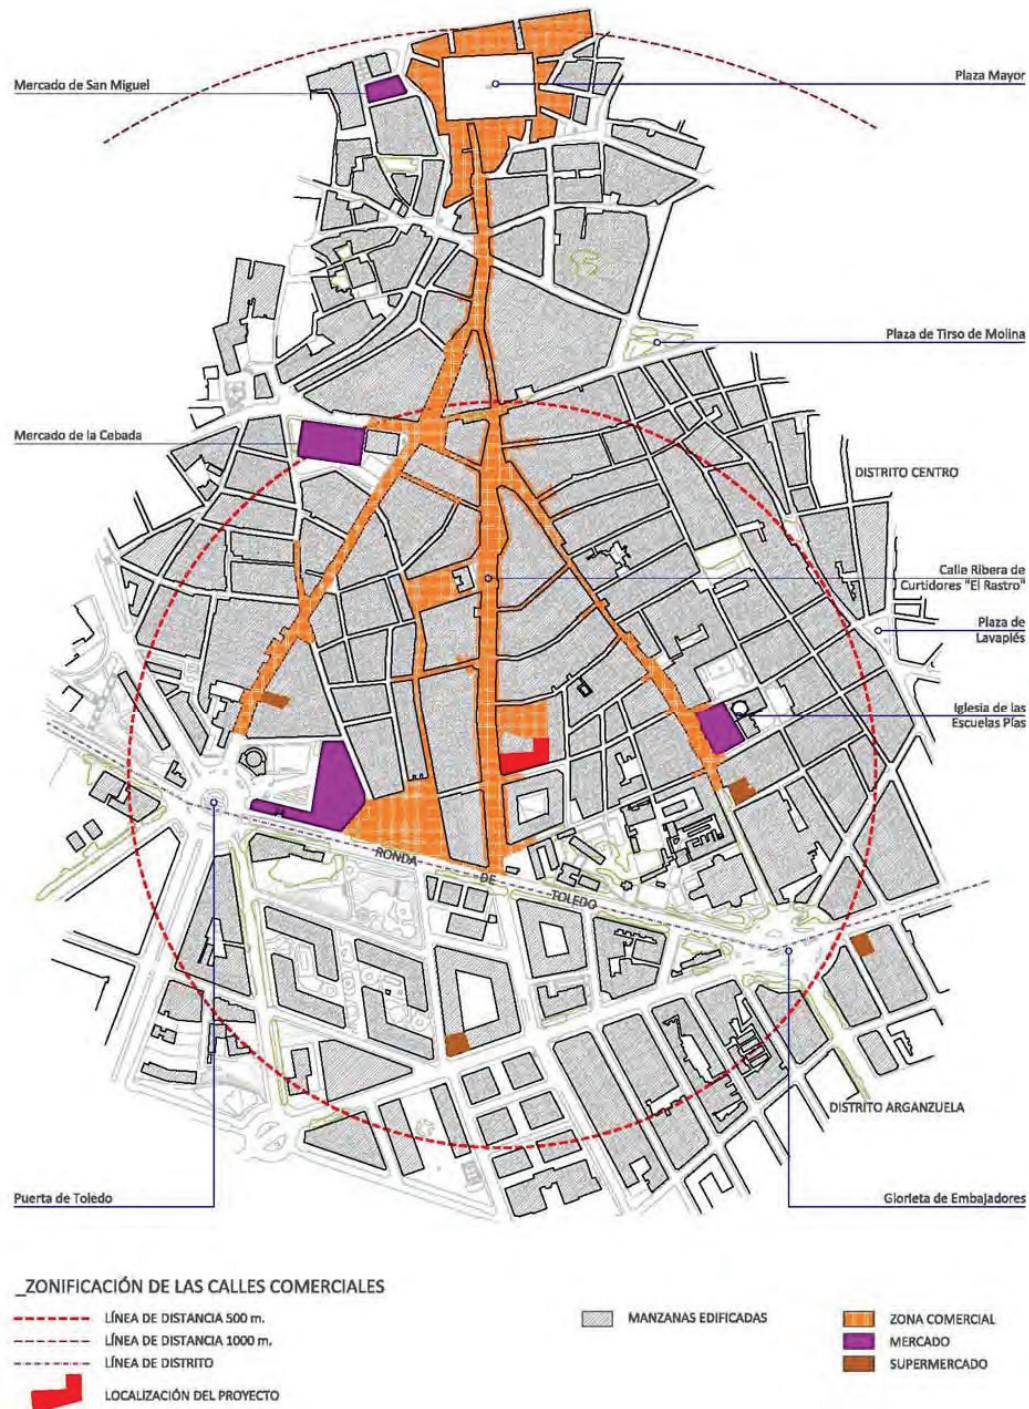 Mercado de San Miguel
Plaza Mayor
Plaza de Tirso de Molina
Mercado de la Cebada
DISTRITO CENTRO
Calle Ribera de
Curtidores "El Rastro"
Plaza de
Lavapiés
Iglesia de las
Escuelas Pías
RONDA
DE
TOLEDO
DISTRITO ARGANZUELA
Puerta de Toledo
Glorieta de Embajadores
_ZONIFICACIÓN DE LAS CALLES COMERCIALES
LÍNEA DE DISTANCIA 500 m.
LÍNEA DE DISTANCIA 1000 m.
LÍNEA DE DISTRITO
LOCALIZACIÓN DEL PROYECTO
MANZANAS EDIFICADAS
ZONA COMERCIAL
MERCADO
SUPERMERCADO